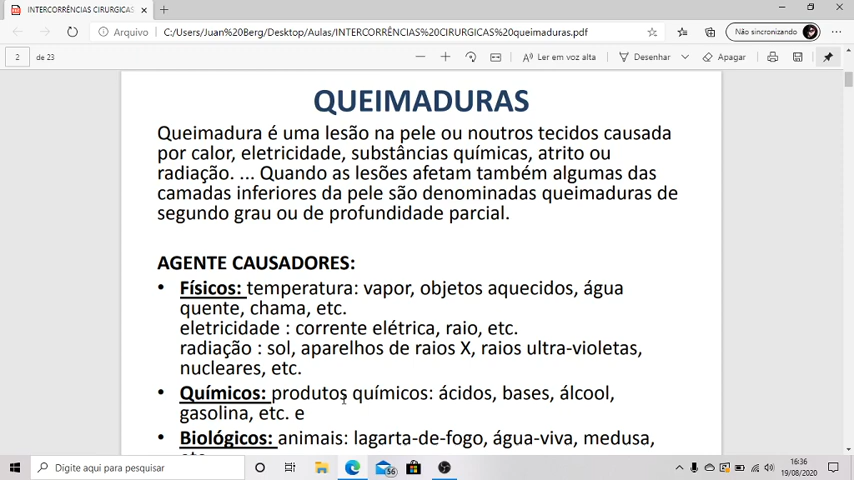 INTERCORRÊNCIAS CIRURGICAS
Arquivo C:/Users/Juan%20Berg/Desktop/Aulas/INTERCORRÊNCIAS%20CIRURGICAS%20queimaduras.pdf Não sincronizando
2 de 23 Ler em voz alta Desenhar Apagar
QUEIMADURAS
Queimadura é uma lesão na pele ou noutros tecidos causada
por calor, eletricidade, substâncias químicas, atrito ou
radiação. ... Quando as lesões afetam também algumas das
camadas inferiores da pele são denominadas queimaduras de
segundo grau ou de profundidade parcial.
AGENTE CAUSADORES:
• Físicos: temperatura: vapor, objetos aquecidos, água
quente, chama, etc.
eletricidade : corrente elétrica, raio, etc.
radiação : sol, aparelhos de raios X, raios ultra-violetas,
nucleares, etc.
• Químicos: produtos químicos: ácidos, bases, álcool,
gasolina, etc. e
• Biológicos: animais: lagarta-de-fogo, água-viva, medusa,
Digite aqui para pesquisar
56
16:36
19/08/2020